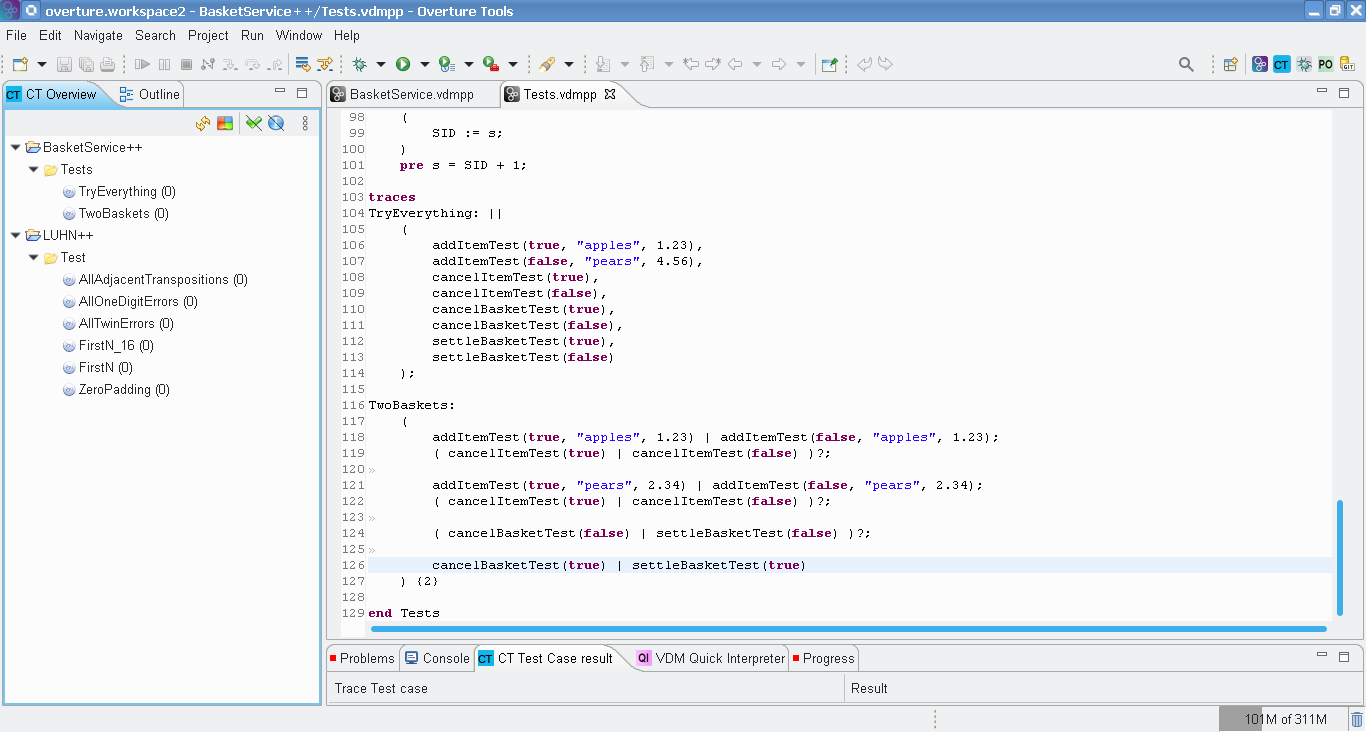 overture.workspace2 - BasketService++/Tests.vdmpp - Overture Tools
File Edit Navigate Search Project Run Window Help
CT PO GIT
CT CT Overview Outline
BasketService.vdmpp Tests.vdmpp
BasketService++
Tests
TryEverything (0)
TwoBaskets (0)
LUHN++
Test
AllAdjacentTranspositions (0)
AllOneDigitErrors (0)
AllTwinErrors (0)
FirstN_16 (0)
FirstN (0)
ZeroPadding (0)
98 (
99 SID := s;
100 )
101 pre s = SID + 1;
102
103 traces
104 TryEverything: ||
105 (
106 addItemTest(true, "apples", 1.23),
107 addItemTest(false, "pears", 4.56),
108 cancelItemTest(true),
109 cancelItemTest(false),
110 cancelBasketTest(true),
111 cancelBasketTest(false),
112 settleBasketTest(true),
113 settleBasketTest(false)
114 );
115
116 TwoBaskets:
117 (
118 addItemTest(true, "apples", 1.23) | addItemTest(false, "apples", 1.23);
119 ( cancelItemTest(true) | cancelItemTest(false) )?;
120 »
121 addItemTest(true, "pears", 2.34) | addItemTest(false, "pears", 2.34);
122 ( cancelItemTest(true) | cancelItemTest(false) )?;
123 »
124 ( cancelBasketTest(false) | settleBasketTest(false) )?;
125 »
126 cancelBasketTest(true) | settleBasketTest(true)
127 ) {2}
128
129 end Tests
Problems Console CT CT Test Case result QI VDM Quick Interpreter Progress
Trace Test case Result
101M of 311M